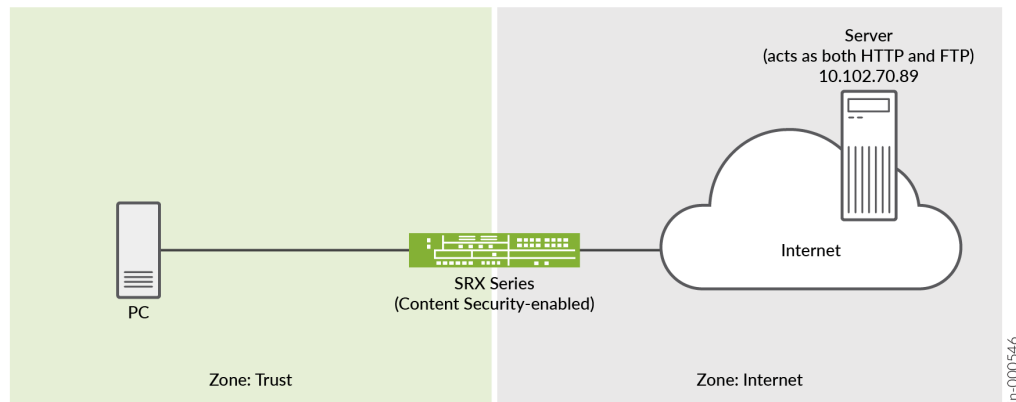 Server
(acts as both HTTP and FTP)
10.102.70.89
Internet
SRX Series
(Content Security-enabled)
PC
Zone: Trust
Zone: Internet
n-000546